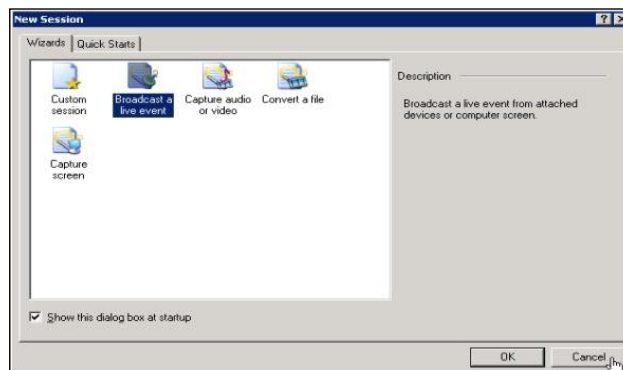 New Session
Wizards
Quick Starts
Custom
session
Broadcast a
live event
Capture audio
or video
Convert a file
Capture
screen
Description
Broadcast a live event from attached
devices or computer screen.
Show this dialog box at startup
OK
Cancel